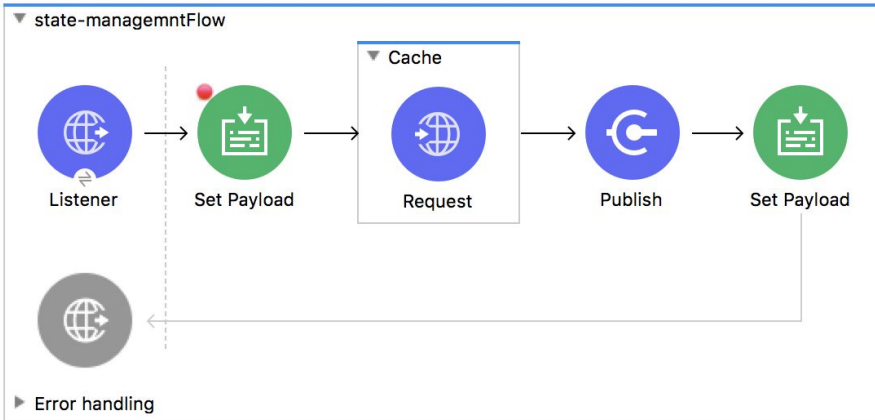 state-managemntFlow
Cache
Listener
Set Payload
Request
Publish
Set Payload
Error handling